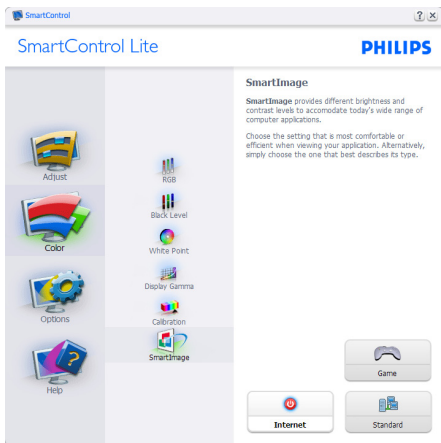 SmartControl
SmartControl Lite
PHILIPS
Adjust
Color
Options
Help
RGB
Black Level
White Point
Display Gamma
Calibration
SmartImage
SmartImage
SmartImage provides different brightness and
contrast levels to accomodate today's wide range of
computer applications.
Choose the setting that is most comfortable or
efficient when viewing your application. Alternatively,
simply choose the one that best describes its type.
Game
Internet
Standard